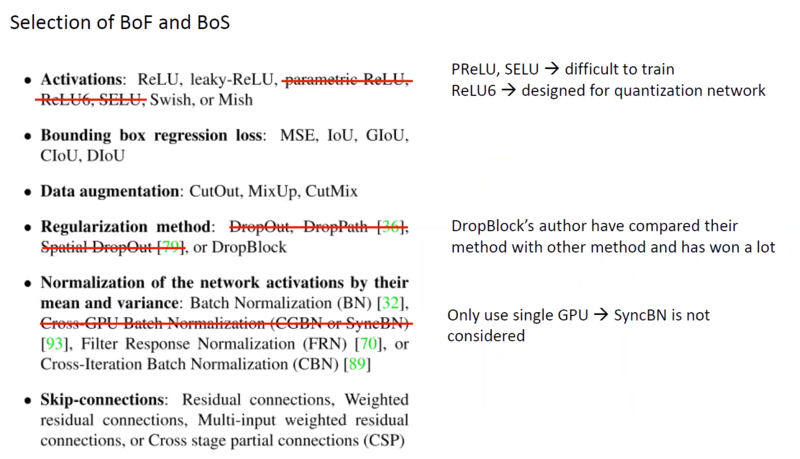 Selection of BoF and BoS
• Activations: ReLU, leaky-ReLU, parametric-ReLU,
ReLU6, SELU, Swish, or Mish
PReLU, SELU → difficult to train
ReLU6 → designed for quantization network
• Bounding box regression loss: MSE, IoU, GIoU,
CIoU, DIoU
• Data augmentation: CutOut, MixUp, CutMix
• Regularization method: DropOut, DropPath [36],
Spatial DropOut [79], or DropBlock
DropBlock's author have compared their
method with other method and has won a lot
• Normalization of the network activations by their
mean and variance: Batch Normalization (BN) [32],
Cross-GPU Batch Normalization (CGBN or SyncBN)
[93], Filter Response Normalization (FRN) [70], or
Cross-Iteration Batch Normalization (CBN) [89]
Only use single GPU → SyncBN is not
considered
• Skip-connections: Residual connections, Weighted
residual connections, Multi-input weighted residual
connections, or Cross stage partial connections (CSP)